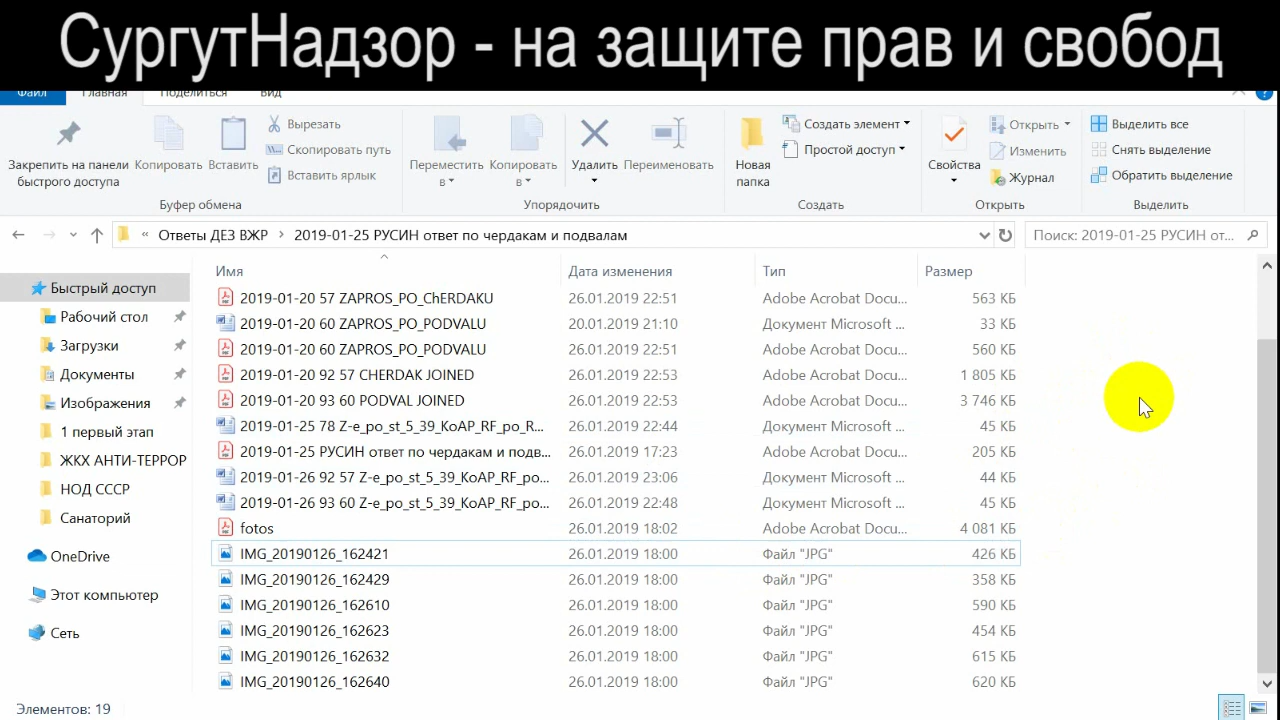 СургутНадзор - на защите прав и свобод
Файл Главная Поделиться Вид
Закрепить на панели быстрого доступа
Копировать
Вставить
Вырезать
Скопировать путь
Вставить ярлык
Буфер обмена
Переместить в
Копировать в
Удалить
Переименовать
Упорядочить
Новая папка
Создать элемент
Простой доступ
Создать
Свойства
Открыть
Изменить
Журнал
Открыть
Выделить все
Снять выделение
Обратить выделение
Выделить
« Ответы ДЕЗ ВЖР › 2019-01-25 РУСИН ответ по чердакам и подвалам
Поиск: 2019-01-25 РУСИН от...
Быстрый доступ
Рабочий стол
Загрузки
Документы
Изображения
1 первый этап
ЖКХ АНТИ-ТЕРРОР
НОД СССР
Санаторий
OneDrive
Этот компьютер
Сеть
Имя Дата изменения Тип Размер
2019-01-20 57 ZAPROS_PO_ChERDAKU 26.01.2019 22:51 Adobe Acrobat Docu... 563 КБ
2019-01-20 60 ZAPROS_PO_PODVALU 20.01.2019 21:10 Документ Microsoft ... 33 КБ
2019-01-20 60 ZAPROS_PO_PODVALU 26.01.2019 22:51 Adobe Acrobat Docu... 560 КБ
2019-01-20 92 57 CHERDAK JOINED 26.01.2019 22:53 Adobe Acrobat Docu... 1 805 КБ
2019-01-20 93 60 PODVAL JOINED 26.01.2019 22:53 Adobe Acrobat Docu... 3 746 КБ
2019-01-25 78 Z-e_po_st_5_39_KoAP_RF_po_R... 26.01.2019 22:44 Документ Microsoft ... 45 КБ
2019-01-25 РУСИН ответ по чердакам и подв... 26.01.2019 17:23 Adobe Acrobat Docu... 205 КБ
2019-01-26 92 57 Z-e_po_st_5_39_KoAP_RF_po... 26.01.2019 23:06 Документ Microsoft ... 44 КБ
2019-01-26 93 60 Z-e_po_st_5_39_KoAP_RF_po... 26.01.2019 22:48 Документ Microsoft ... 45 КБ
fotos 26.01.2019 18:02 Adobe Acrobat Docu... 4 081 КБ
IMG_20190126_162421 26.01.2019 18:00 Файл "JPG" 426 КБ
IMG_20190126_162429 26.01.2019 18:00 Файл "JPG" 358 КБ
IMG_20190126_162610 26.01.2019 18:00 Файл "JPG" 590 КБ
IMG_20190126_162623 26.01.2019 18:00 Файл "JPG" 454 КБ
IMG_20190126_162632 26.01.2019 18:00 Файл "JPG" 615 КБ
IMG_20190126_162640 26.01.2019 18:00 Файл "JPG" 620 КБ
Элементов: 19